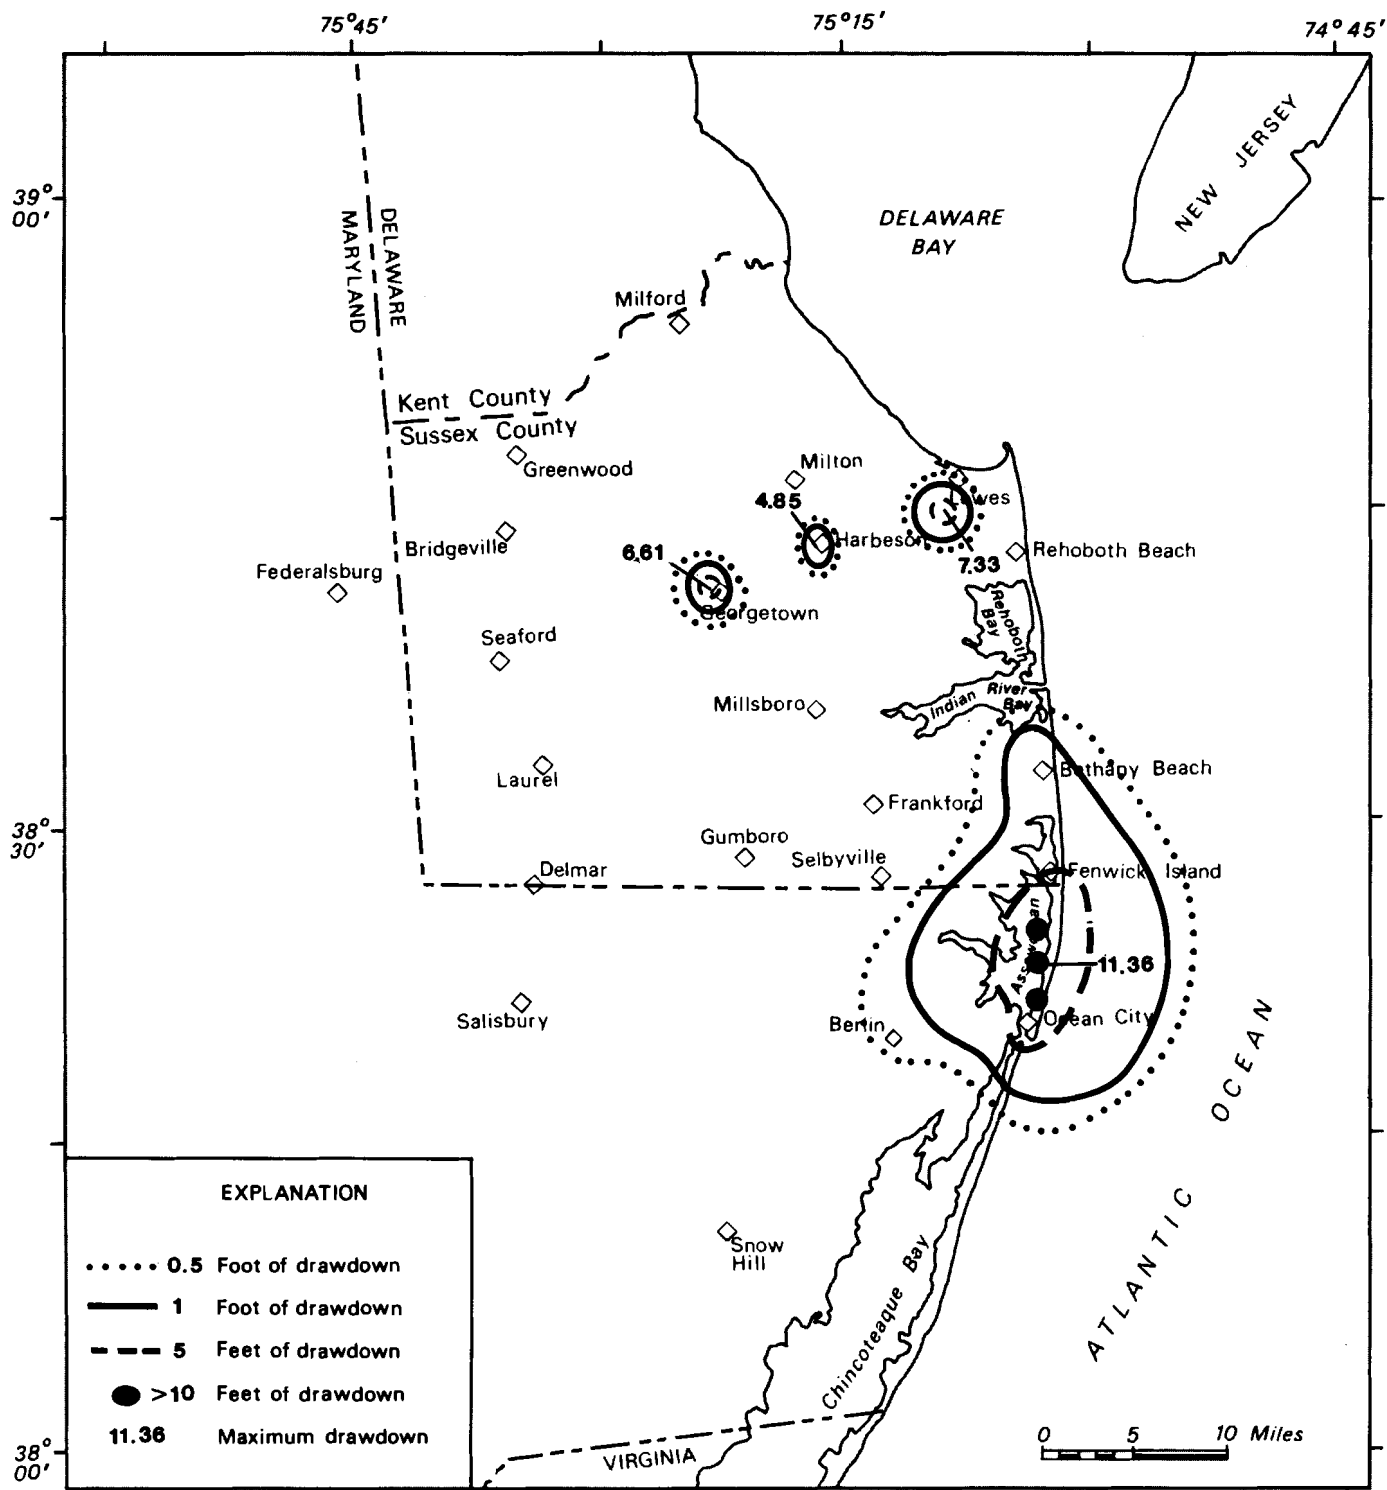 75°45′
75°15′
74°45′
39°
00′
DELAWARE
BAY
NEW JERSEY
DELAWARE
MARYLAND
Milford
Kent County
Sussex County
Greenwood
Milton
4.85
Lewes
Bridgeville
Harbeson
Rehoboth Beach
6.61
7.33
Federalsburg
Georgetown
Rehoboth
Bay
Seaford
Millsboro
Indian River
Bay
Laurel
Bethany Beach
Frankford
38°
30′
Gumboro
Selbyville
Delmar
Fenwick Island
Assawoman
11.36
Salisbury
Berlin
Ocean City
ATLANTIC OCEAN
Snow
Hill
Chincoteaque Bay
VIRGINIA
38°
00′
EXPLANATION
0.5 Foot of drawdown
1 Foot of drawdown
5 Feet of drawdown
>10 Feet of drawdown
11.36 Maximum drawdown
0 5 10 Miles